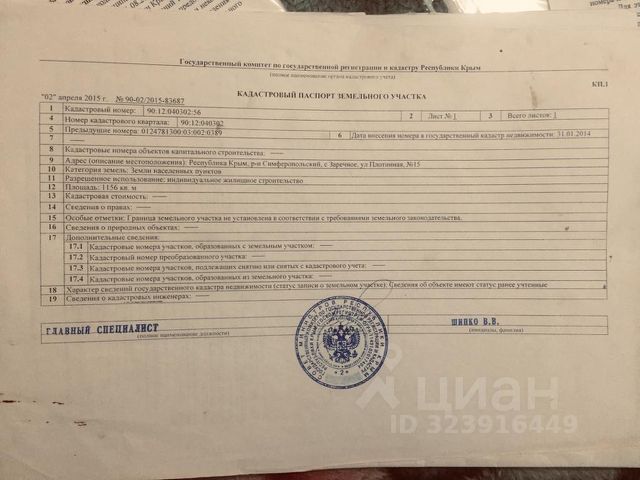 Государственный комитет по государственной регистрации и кадастру Республики Крым
(полное наименование органа кадастрового учета)
КП.1
"02" апреля 2015 г. № 90-02/2015-83687
КАДАСТРОВЫЙ ПАСПОРТ ЗЕМЕЛЬНОГО УЧАСТКА
1 Кадастровый номер: 90:12:040302:56 2 Лист № 1 3 Всего листов: 1
4 Номер кадастрового квартала: 90:12:040302
5 Предыдущие номера: 0124781300:03:002:0389 6 Дата внесения номера в государственный кадастр недвижимости: 31.01.2014
7
8 Кадастровые номера объектов капитального строительства: ——
9 Адрес (описание местоположения): Республика Крым, р-н Симферопольский, с Заречное, ул Плотинная, №15
10 Категория земель: Земли населенных пунктов
11 Разрешенное использование: индивидуальное жилищное строительство
12 Площадь: 1156 кв. м
13 Кадастровая стоимость: ——
14 Сведения о правах: ——
15 Особые отметки: Граница земельного участка не установлена в соответствии с требованиями земельного законодательства.
16 Сведения о природных объектах: ——
17 Дополнительные сведения:
17.1 Кадастровые номера участков, образованных с земельным участком: ——
17.2 Кадастровый номер преобразованного участка: ——
17.3 Кадастровые номера участков, подлежащих снятию или снятых с кадастрового учета: ——
17.4 Кадастровые номера участков, образованных из земельного участка: ——
18 Характер сведений государственного кадастра недвижимости (статус записи о земельном участке): Сведения об объекте имеют статус ранее учтенные
19 Сведения о кадастровых инженерах: ——
ГЛАВНЫЙ СПЕЦИАЛИСТ ШИПКО В.В.
(полное наименование должности) (инициалы, фамилия)
СОВЕТ МИНИСТРОВ РЕСПУБЛИКИ КРЫМ
* 2 *
циан
ID 323916449